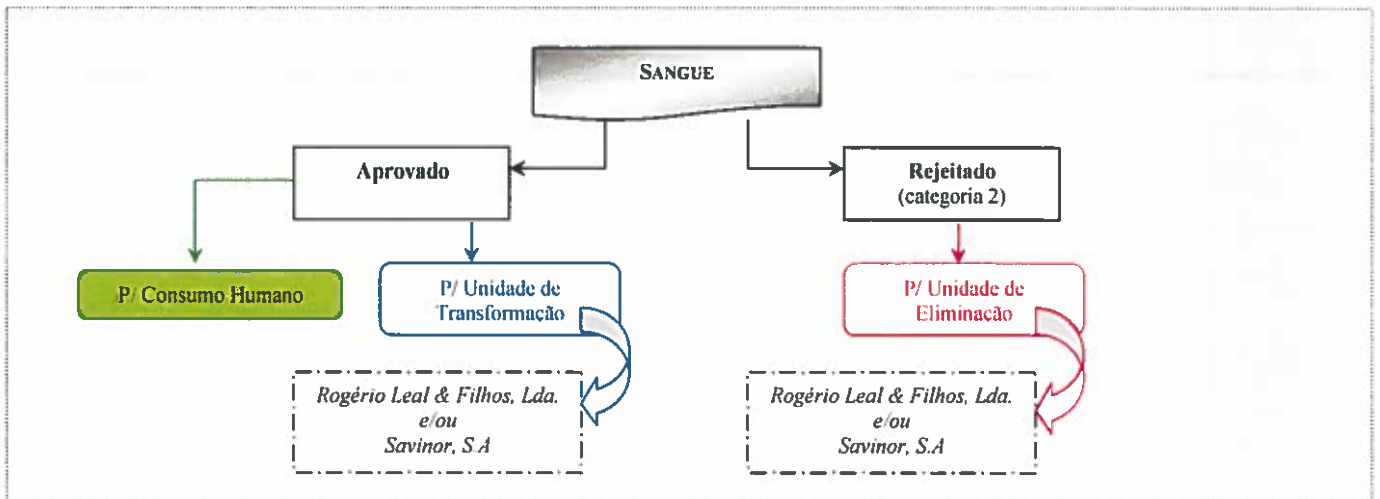 SANGUE
Aprovado
Rejeitado
(categoria 2)
P/ Consumo Humano
P/ Unidade de
Transformação
P/ Unidade de
Eliminação
Rogério Leal & Filhos, Lda.
e/ou
Savinor, S.A
Rogério Leal & Filhos, Lda.
e/ou
Savinor, S.A